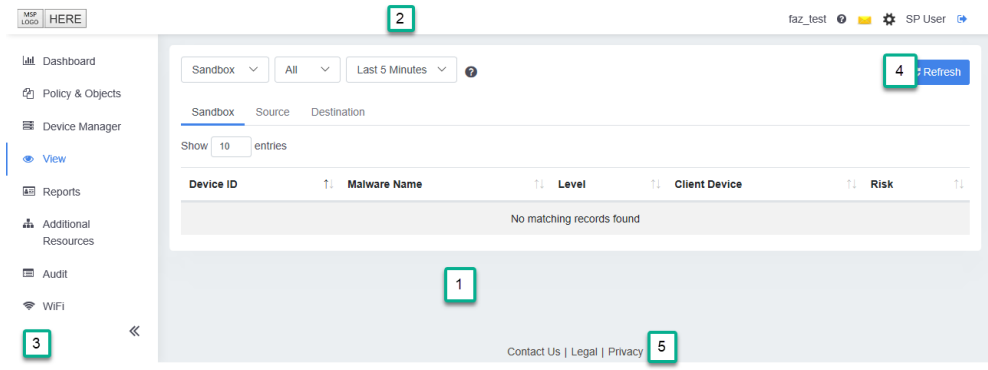 MSP LOGO HERE
2
faz_test SP User
Dashboard
Policy & Objects
Device Manager
View
Reports
Additional
Resources
Audit
WiFi
3
Sandbox All Last 5 Minutes
4 Refresh
Sandbox Source Destination
Show 10 entries
Device ID Malware Name Level Client Device Risk
No matching records found
1
Contact Us | Legal | Privacy 5